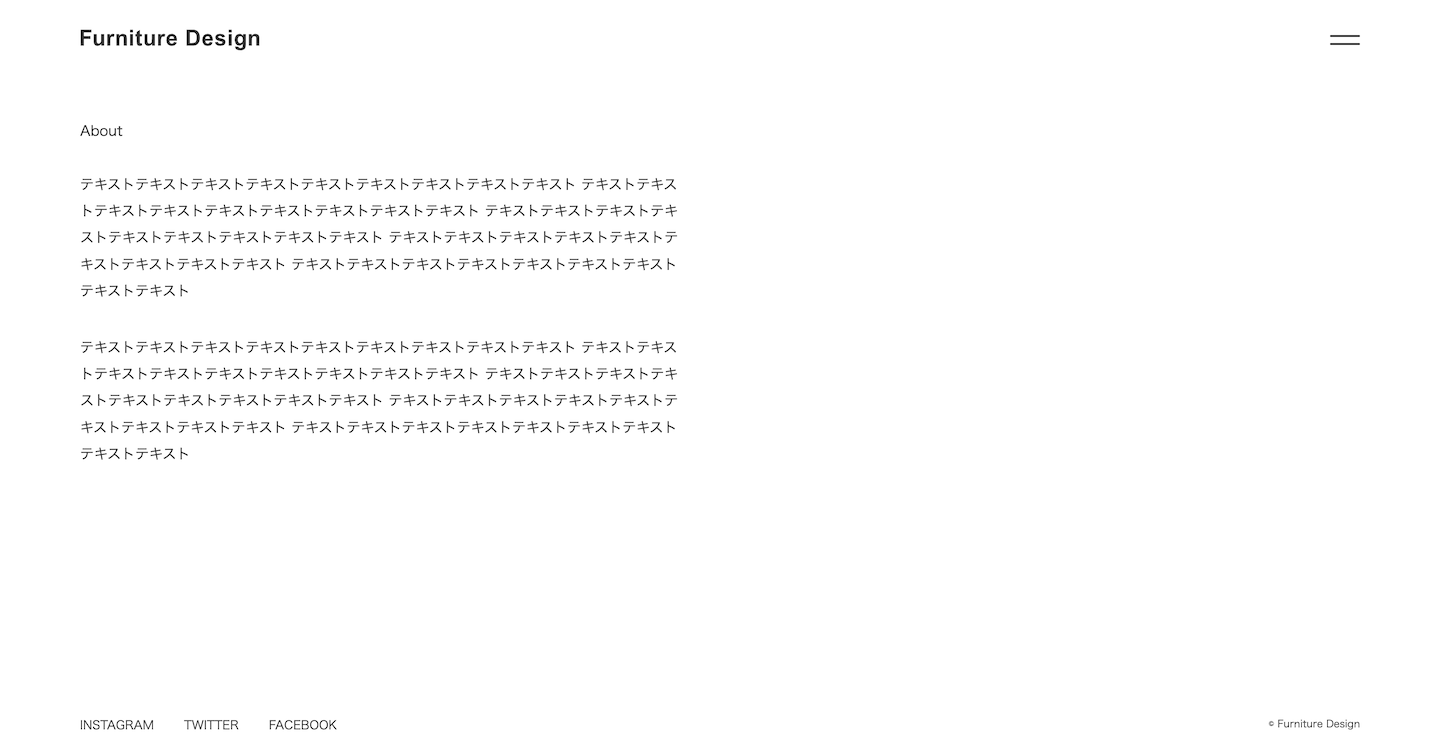 Furniture Design
About
テキストテキストテキストテキストテキストテキストテキストテキストテキスト テキストテキス
トテキストテキストテキストテキストテキストテキストテキスト テキストテキストテキストテキ
ストテキストテキストテキストテキストテキスト テキストテキストテキストテキストテキストテ
キストテキストテキストテキスト テキストテキストテキストテキストテキストテキストテキスト
テキストテキスト
テキストテキストテキストテキストテキストテキストテキストテキストテキスト テキストテキス
トテキストテキストテキストテキストテキストテキストテキスト テキストテキストテキストテキ
ストテキストテキストテキストテキストテキスト テキストテキストテキストテキストテキストテ
キストテキストテキストテキスト テキストテキストテキストテキストテキストテキストテキスト
テキストテキスト
INSTAGRAM TWITTER FACEBOOK
© Furniture Design